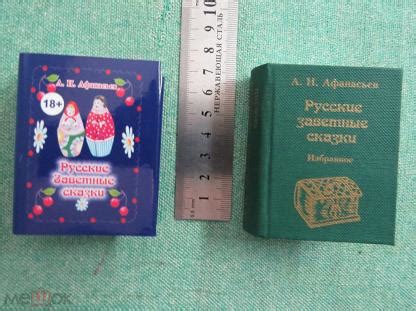 А. Н. Афанасьев
18+
Русские
Заветные
сказки
1 2 3 4 5 6 7 8 9 10
НЕРЖАВЕЮЩАЯ СТАЛЬ
А. Н. Афанасьев
Русские
заветные
сказки
Избранное
мешок